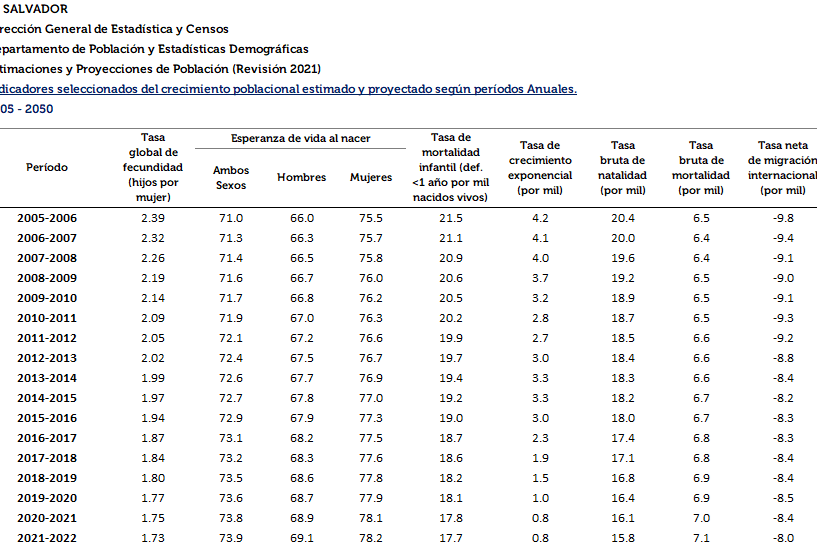 SALVADOR
rección General de Estadística y Censos
epartamento de Población y Estadísticas Demográficas
timaciones y Proyecciones de Población (Revisión 2021)
dicadores seleccionados del crecimiento poblacional estimado y proyectado según períodos Anuales.
05 - 2050
Período Tasa global de fecundidad (hijos por mujer) Esperanza de vida al nacer Ambos Sexos Hombres Mujeres Tasa de mortalidad infantil (def. <1 año por mil nacidos vivos) Tasa de crecimiento exponencial (por mil) Tasa bruta de natalidad (por mil) Tasa bruta de mortalidad (por mil) Tasa neta de migración internacional (por mil)
2005-2006 2.39 71.0 66.0 75.5 21.5 4.2 20.4 6.5 -9.8
2006-2007 2.32 71.3 66.3 75.7 21.1 4.1 20.0 6.4 -9.4
2007-2008 2.26 71.4 66.5 75.8 20.9 4.0 19.6 6.4 -9.1
2008-2009 2.19 71.6 66.7 76.0 20.6 3.7 19.2 6.5 -9.0
2009-2010 2.14 71.7 66.8 76.2 20.5 3.2 18.9 6.5 -9.1
2010-2011 2.09 71.9 67.0 76.3 20.2 2.8 18.7 6.5 -9.3
2011-2012 2.05 72.1 67.2 76.6 19.9 2.7 18.5 6.6 -9.2
2012-2013 2.02 72.4 67.5 76.7 19.7 3.0 18.4 6.6 -8.8
2013-2014 1.99 72.6 67.7 76.9 19.4 3.3 18.3 6.6 -8.4
2014-2015 1.97 72.7 67.8 77.0 19.2 3.3 18.2 6.7 -8.2
2015-2016 1.94 72.9 67.9 77.3 19.0 3.0 18.0 6.7 -8.3
2016-2017 1.87 73.1 68.2 77.5 18.7 2.3 17.4 6.8 -8.3
2017-2018 1.84 73.2 68.3 77.6 18.6 1.9 17.1 6.8 -8.4
2018-2019 1.80 73.5 68.6 77.8 18.2 1.5 16.8 6.9 -8.4
2019-2020 1.77 73.6 68.7 77.9 18.1 1.0 16.4 6.9 -8.5
2020-2021 1.75 73.8 68.9 78.1 17.8 0.8 16.1 7.0 -8.4
2021-2022 1.73 73.9 69.1 78.2 17.7 0.8 15.8 7.1 -8.0